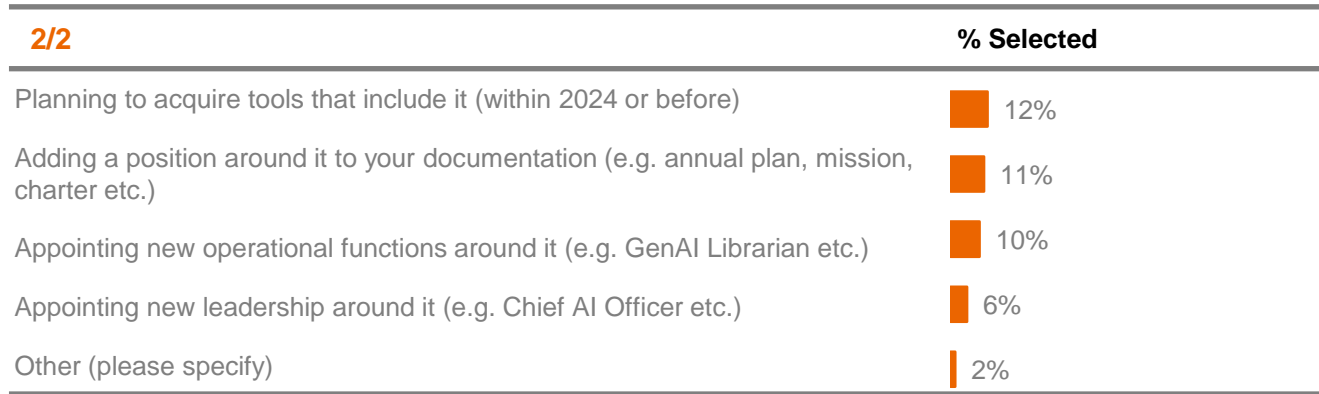 2/2 % Selected
Planning to acquire tools that include it (within 2024 or before) 12%
Adding a position around it to your documentation (e.g. annual plan, mission,
charter etc.) 11%
Appointing new operational functions around it (e.g. GenAI Librarian etc.) 10%
Appointing new leadership around it (e.g. Chief AI Officer etc.) 6%
Other (please specify) 2%